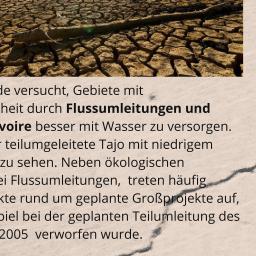 de versucht, Gebiete mit
heit durch Flussumleitungen und
voire besser mit Wasser zu versorgen.
r teilumgeleitete Tajo mit niedrigem
zu sehen. Neben ökologischen
ei Flussumleitungen, treten häufig
kte rund um geplante Großprojekte auf,
piel bei der geplanten Teilumleitung des
2005 verworfen wurde.